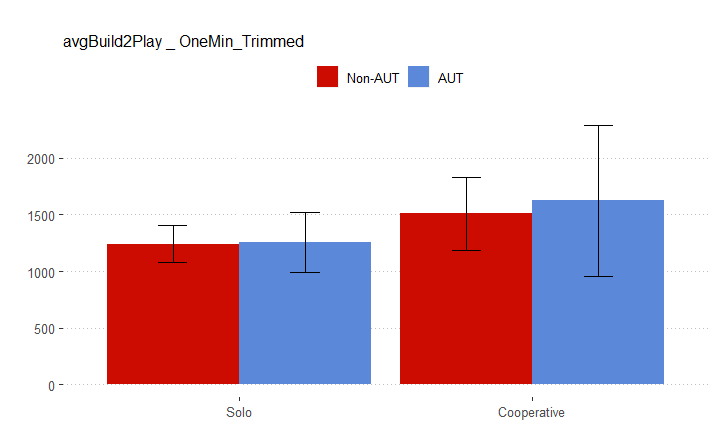 avgBuild2Play _ OneMin_Trimmed
Non-AUT AUT
2000
1500
1000
500
0
Solo Cooperative